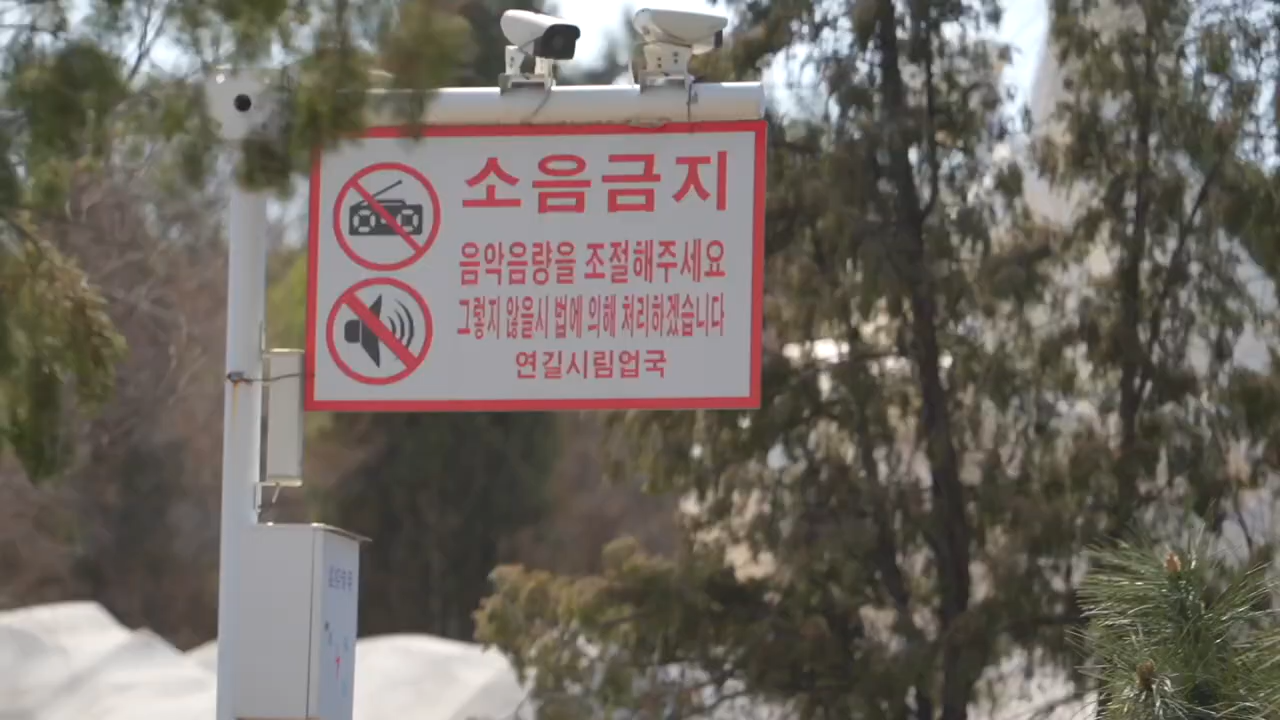 소음금지
음악음량을 조절해주세요
그렇지 않을시 법에 의해 처리하겠습니다
연길시림업국